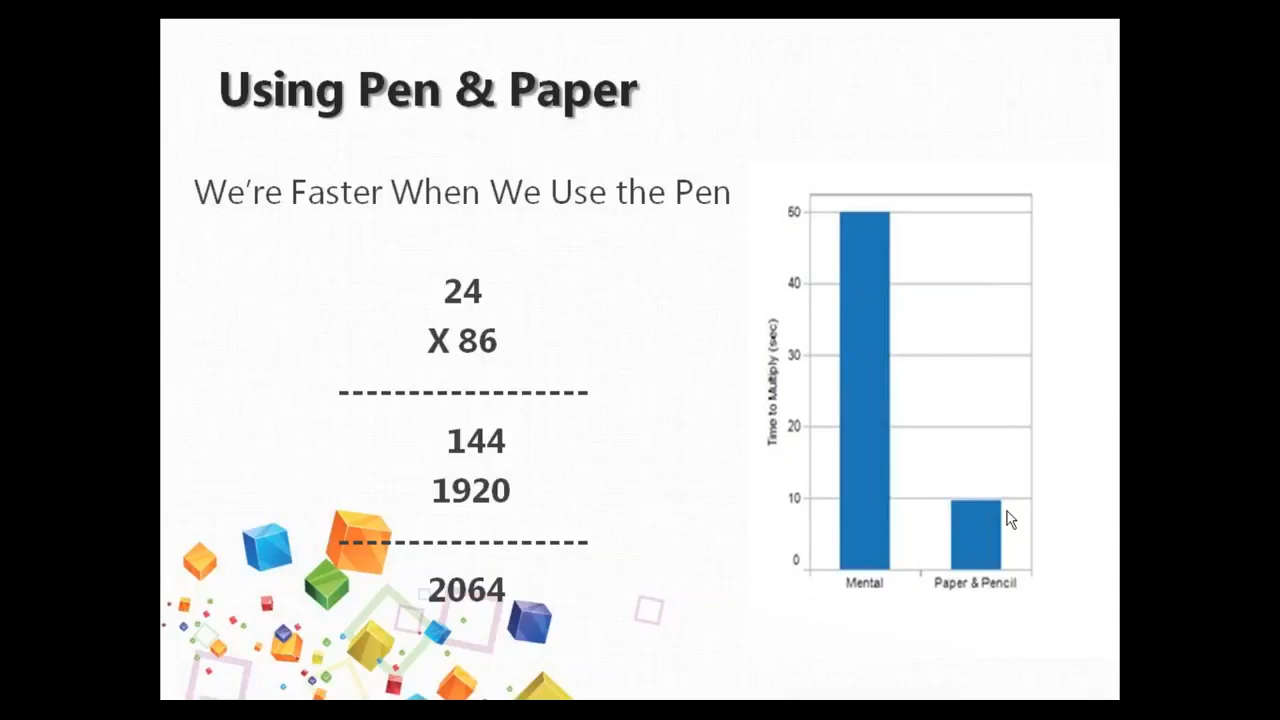 Using Pen & Paper
We're Faster When We Use the Pen
24
X 86
------------------
144
1920
------------------
2064
50
40
30
20
10
0
Time to Multiply (sec)
Mental
Paper & Pencil